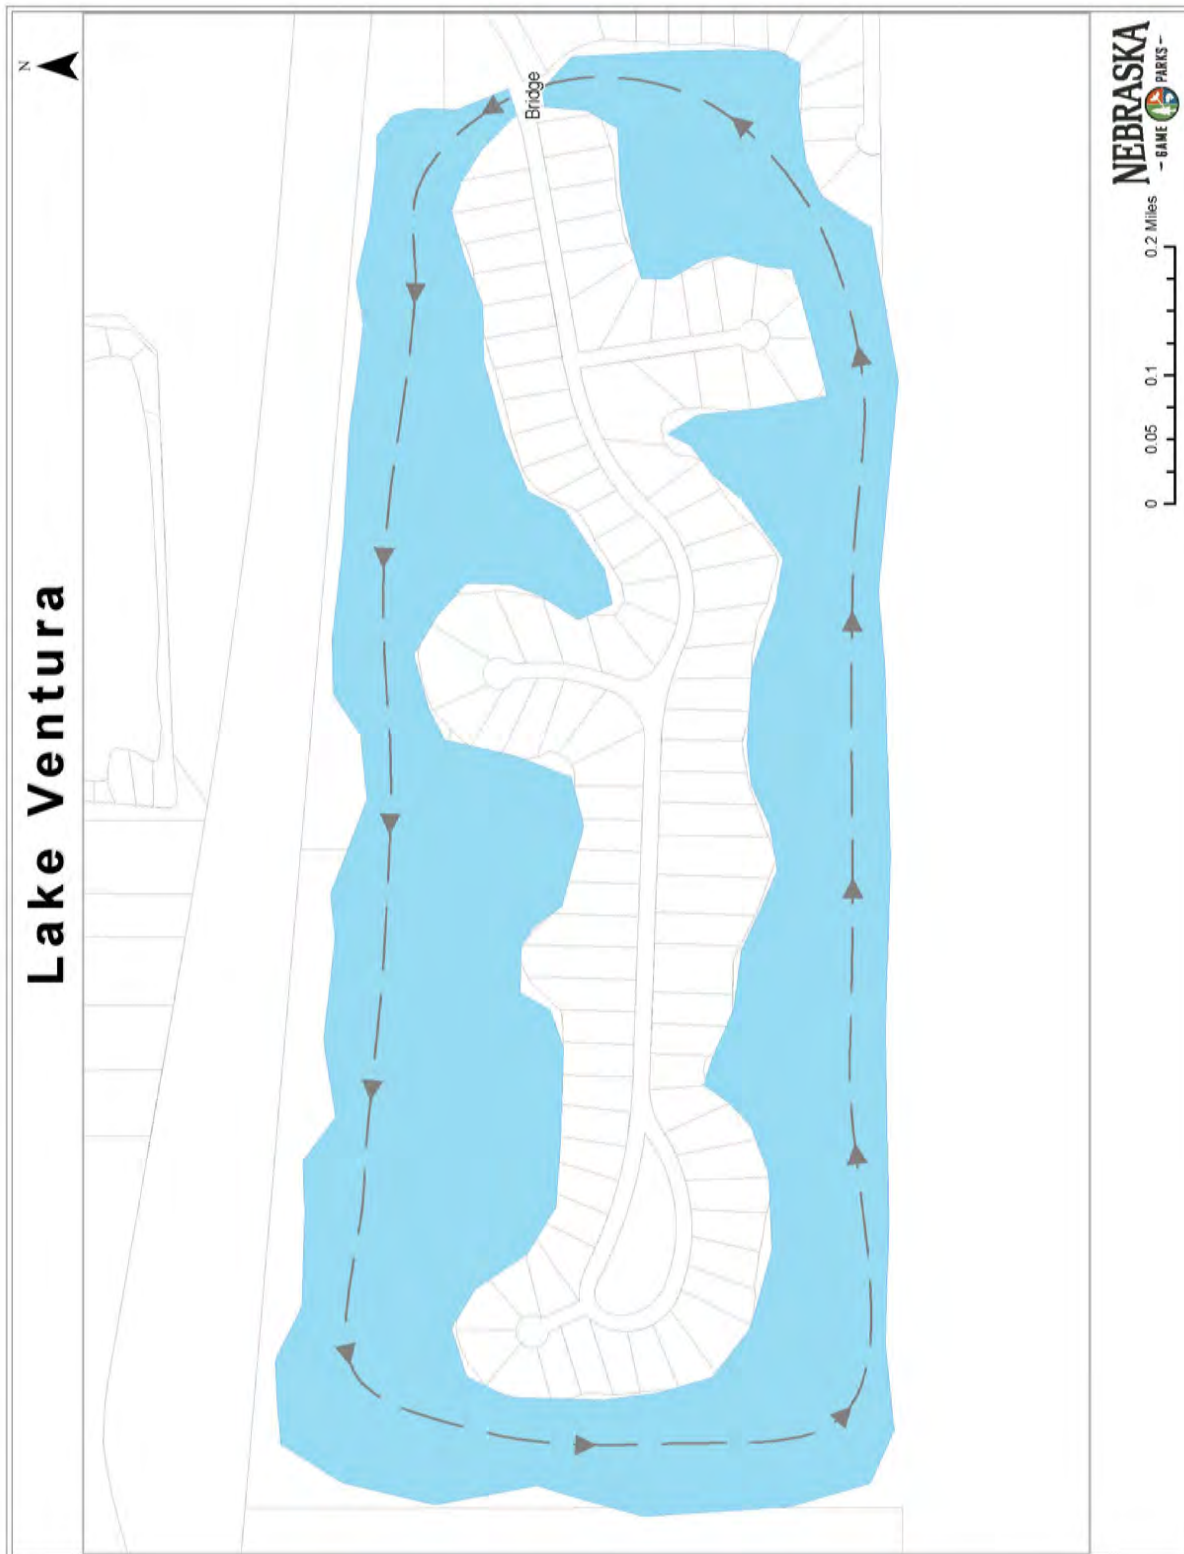 Lake Ventura
N
Bridge
NEBRASKA
- GAME PARKS -
0 0.05 0.1 0.2 Miles